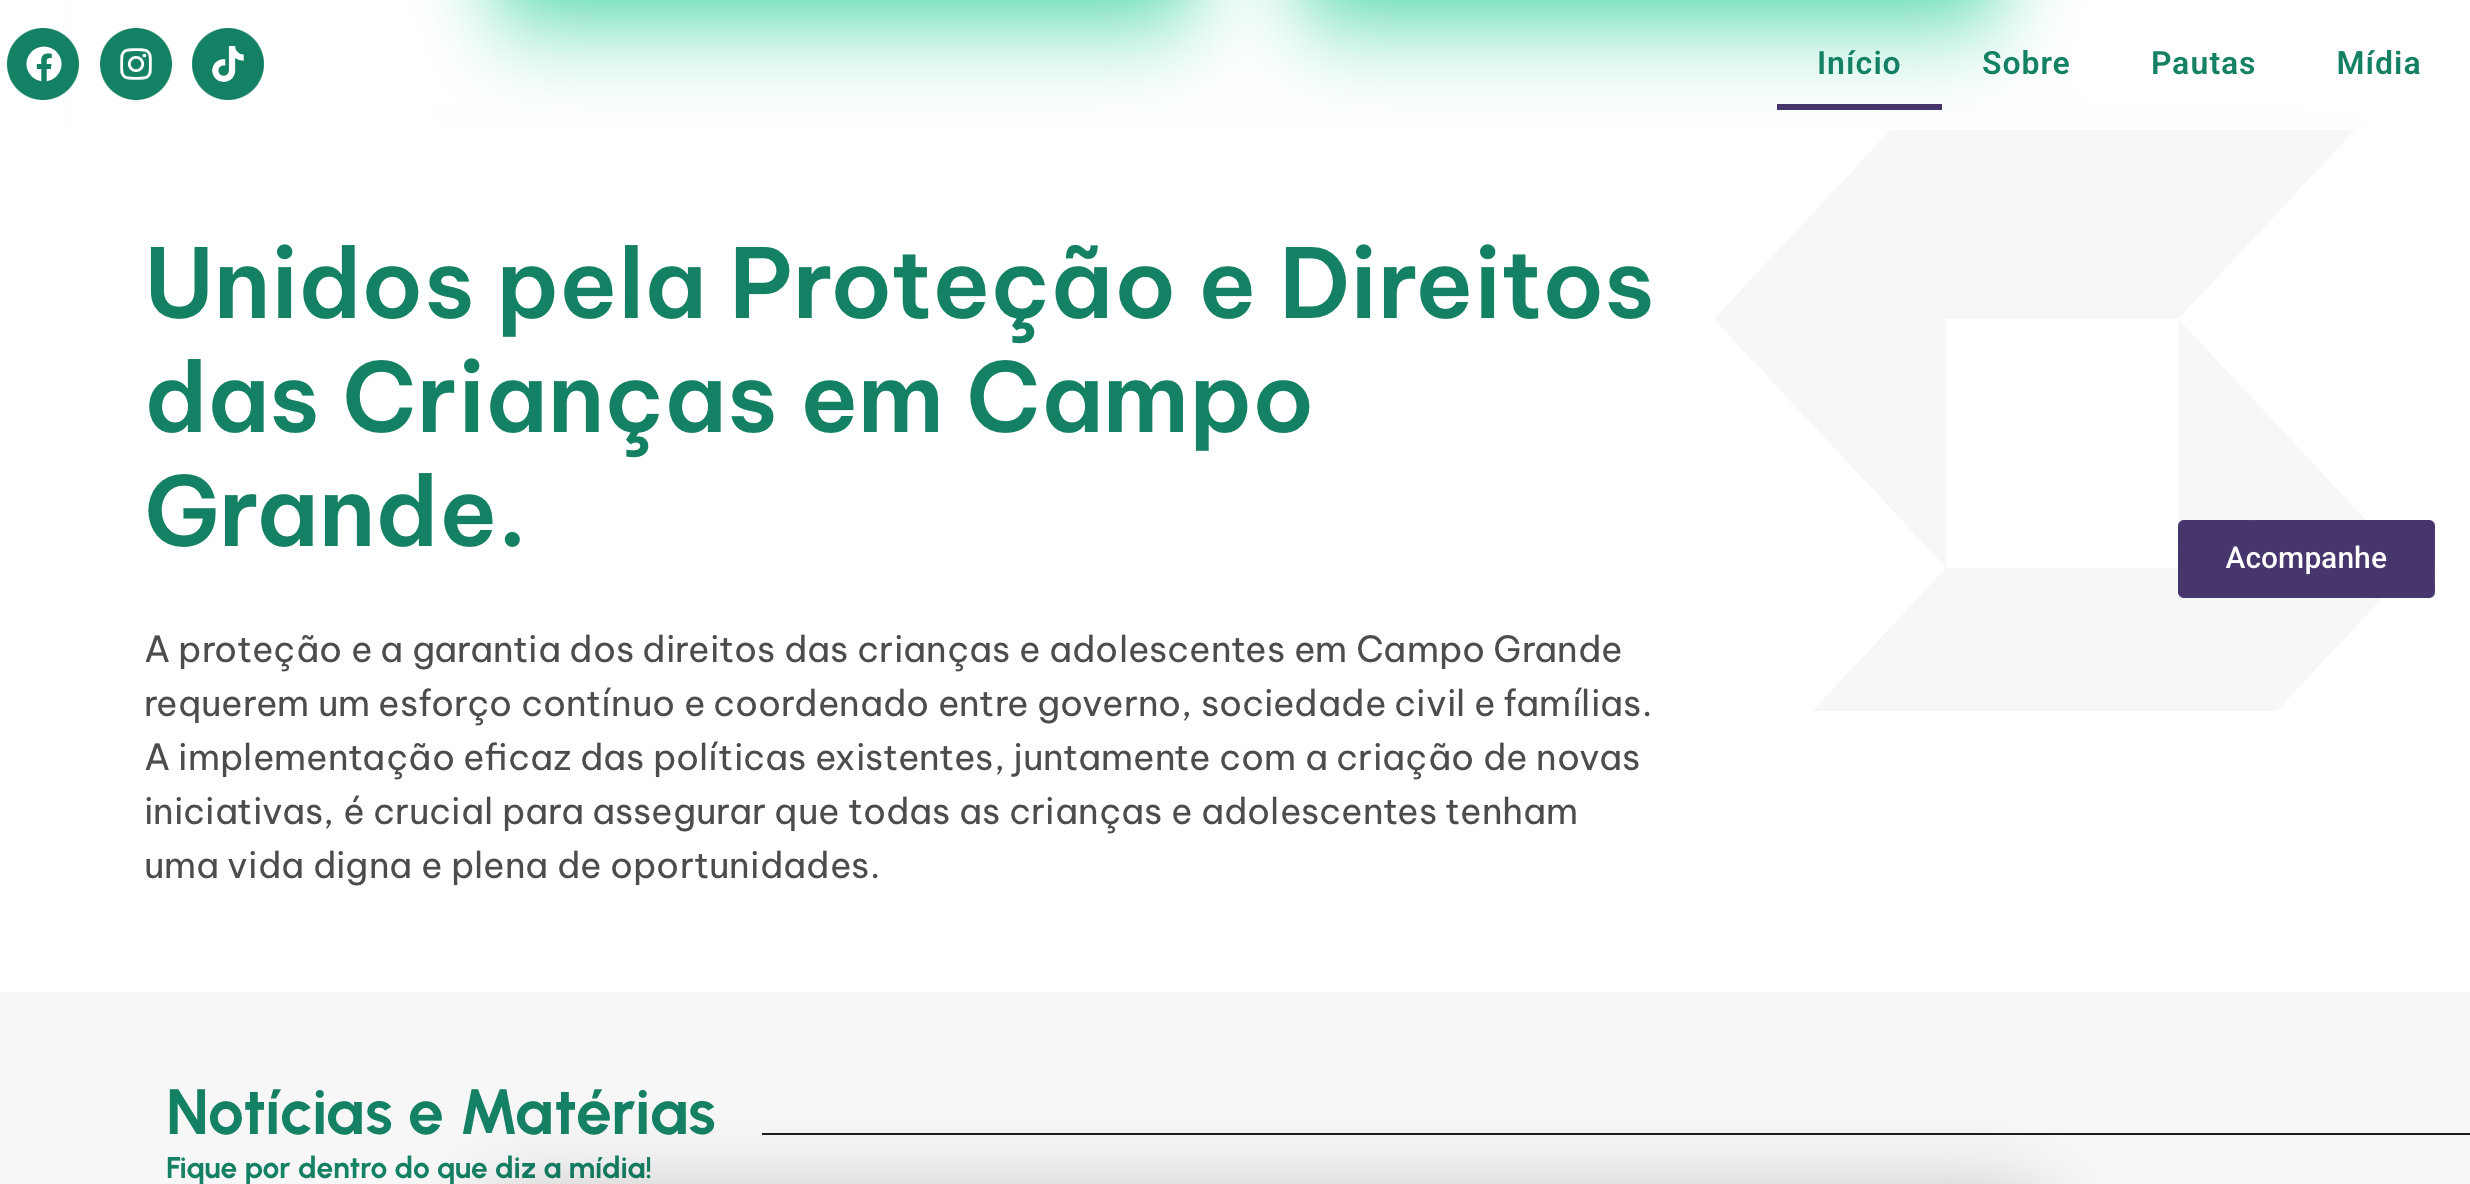 Início Sobre Pautas Mídia
Unidos pela Proteção e Direitos
das Crianças em Campo
Grande.
Acompanhe
A proteção e a garantia dos direitos das crianças e adolescentes em Campo Grande
requerem um esforço contínuo e coordenado entre governo, sociedade civil e famílias.
A implementação eficaz das políticas existentes, juntamente com a criação de novas
iniciativas, é crucial para assegurar que todas as crianças e adolescentes tenham
uma vida digna e plena de oportunidades.
Notícias e Matérias
Fique por dentro do que diz a mídia!